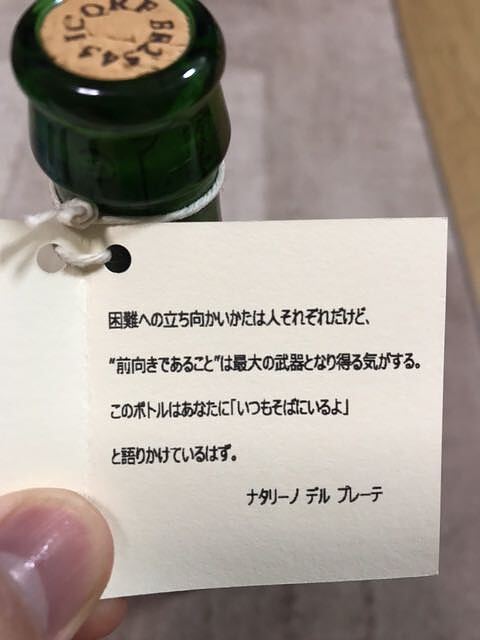 ICQRF BN2543
困難への立ち向かいかたは人それぞれだけど、
“前向きであること”は最大の武器となり得る気がする。
このボトルはあなたに「いつもそばにいるよ」
と語りかけているはず。
ナタリーノ デル プレーテ